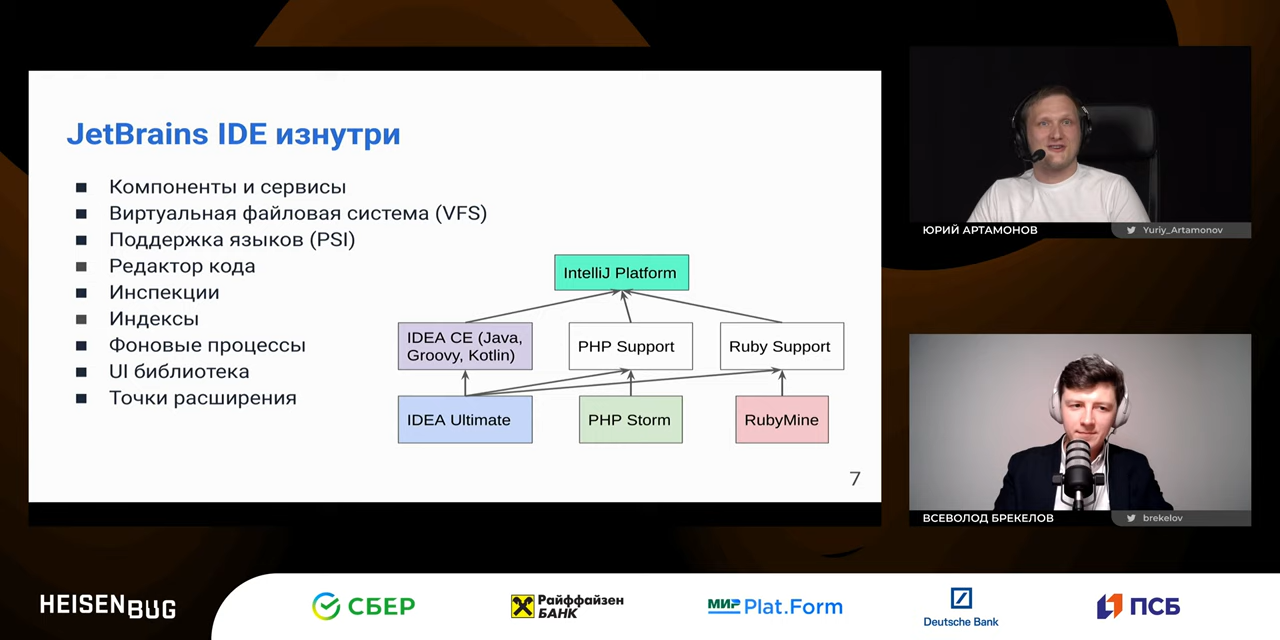 JetBrains IDE изнутри
Компоненты и сервисы
Виртуальная файловая система (VFS)
Поддержка языков (PSI)
Редактор кода
Инспекции
Индексы
Фоновые процессы
UI библиотека
Точки расширения
IntelliJ Platform
IDEA CE (Java,
Groovy, Kotlin)
PHP Support
Ruby Support
IDEA Ultimate
PHP Storm
RubyMine
7
ЮРИЙ АРТАМОНОВ
Yuriy_Artamonov
ВСЕВОЛОД БРЕКЕЛОВ
brekelov
HEISENBUG
СБЕР
Райффайзен
БАНК
МИР Plat.Form
Deutsche Bank
ПСБ